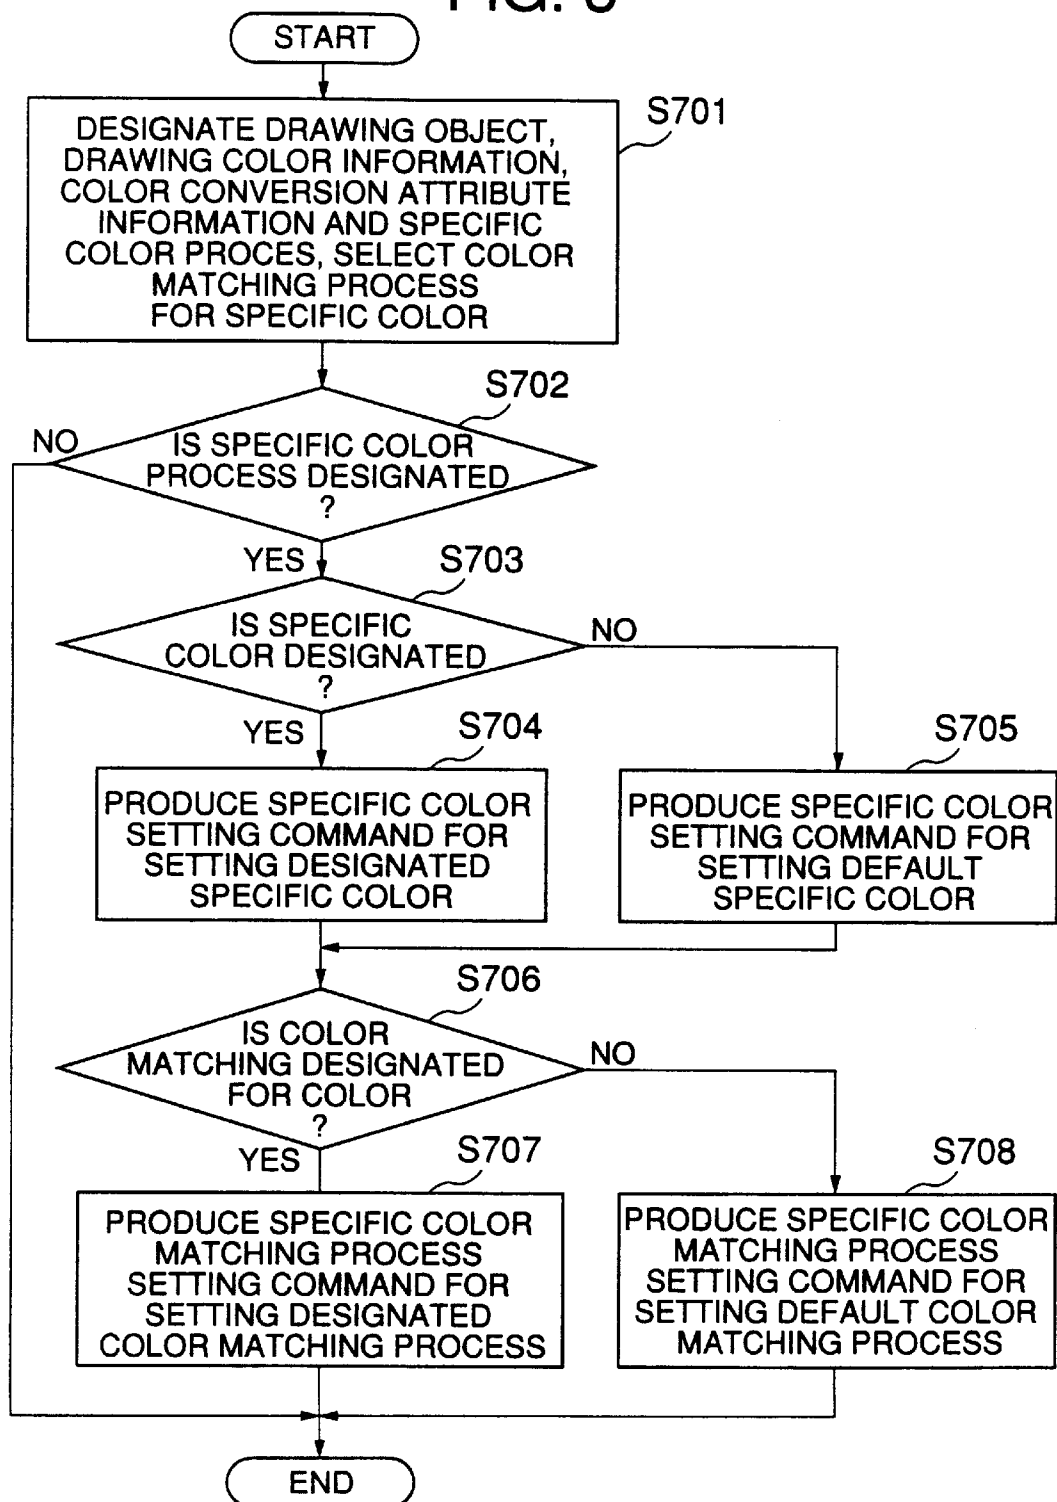 START
S701
DESIGNATE DRAWING OBJECT,
DRAWING COLOR INFORMATION,
COLOR CONVERSION ATTRIBUTE
INFORMATION AND SPECIFIC
COLOR PROCES, SELECT COLOR
MATCHING PROCESS
FOR SPECIFIC COLOR
S702
NO
IS SPECIFIC COLOR
PROCESS DESIGNATED
?
YES
S703
IS SPECIFIC
COLOR DESIGNATED
?
NO
YES
S704
PRODUCE SPECIFIC COLOR
SETTING COMMAND FOR
SETTING DESIGNATED
SPECIFIC COLOR
S705
PRODUCE SPECIFIC COLOR
SETTING COMMAND FOR
SETTING DEFAULT
SPECIFIC COLOR
S706
IS COLOR
MATCHING DESIGNATED
FOR COLOR
?
NO
YES
S707
PRODUCE SPECIFIC COLOR
MATCHING PROCESS
SETTING COMMAND FOR
SETTING DESIGNATED
COLOR MATCHING PROCESS
S708
PRODUCE SPECIFIC COLOR
MATCHING PROCESS
SETTING COMMAND FOR
SETTING DEFAULT COLOR
MATCHING PROCESS
END